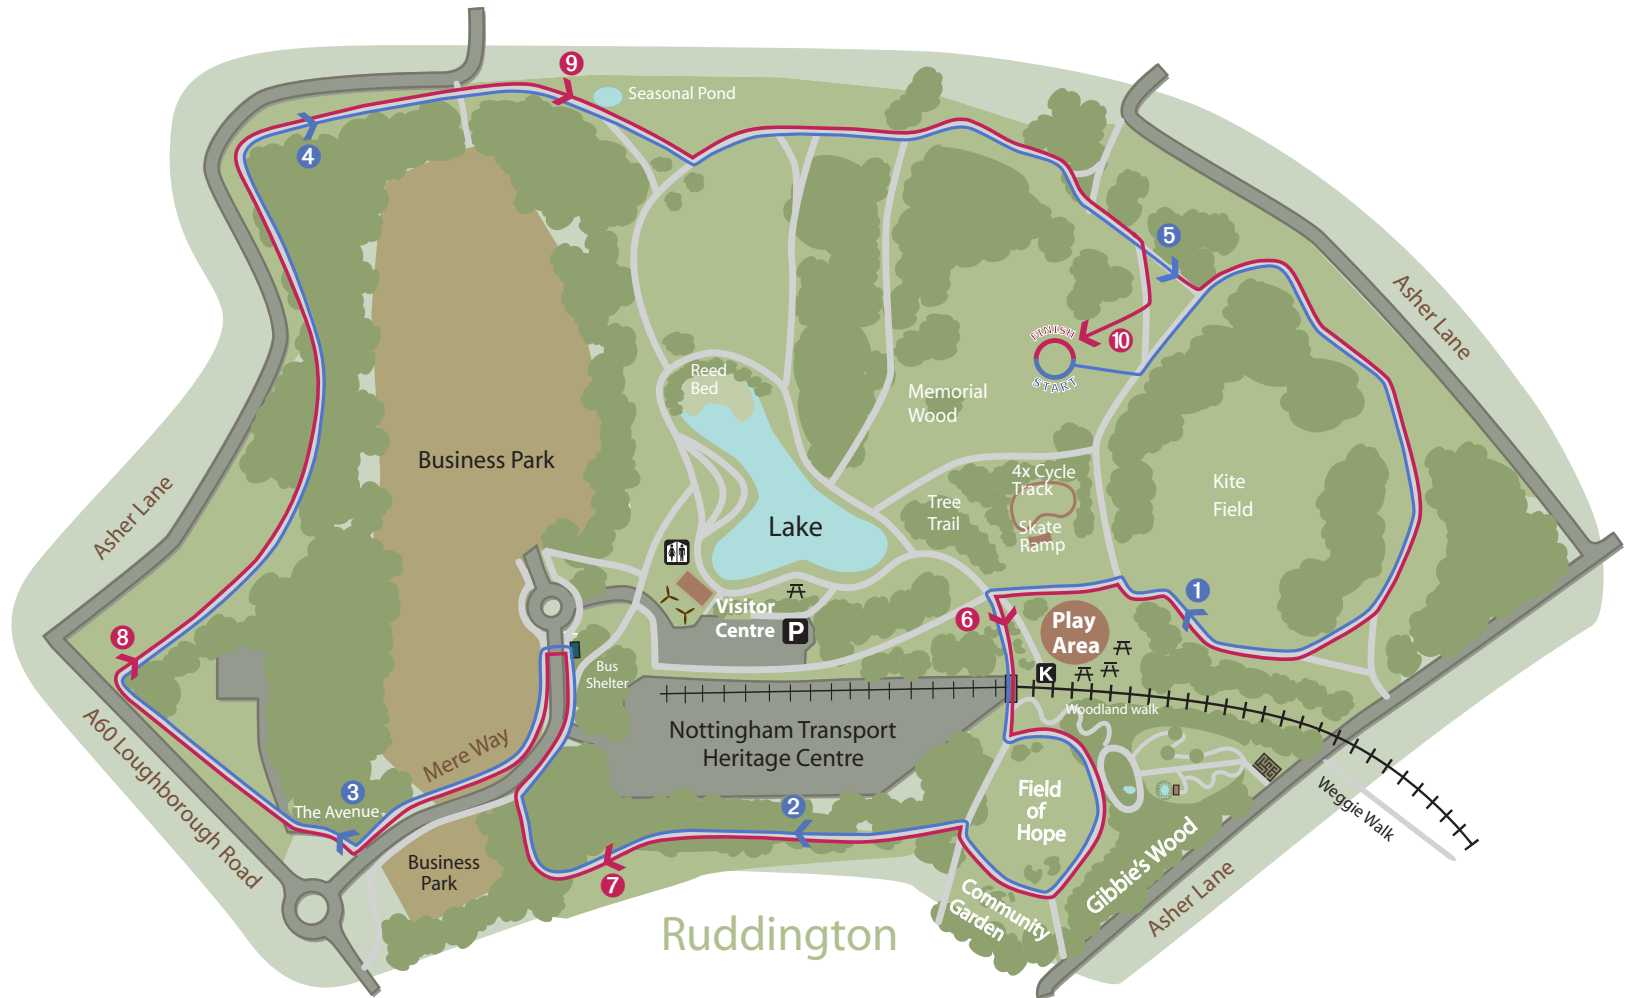 9
Seasonal Pond
4
5
Asher Lane
FINISH
10
START
Reed
Bed
Memorial
Wood
Business Park
4x Cycle
Track
Kite
Field
Tree
Trail
Skate
Ramp
Lake
Asher Lane
1
Visitor
Centre P
6
Play
Area
8
Bus
Shelter
K
Woodland walk
Nottingham Transport
Heritage Centre
A60 Loughborough Road
Mere Way
3
The Avenue
2
Field
of
Hope
Weggie Walk
Business
Park
7
Gibbie's Wood
Community
Garden
Asher Lane
Ruddington